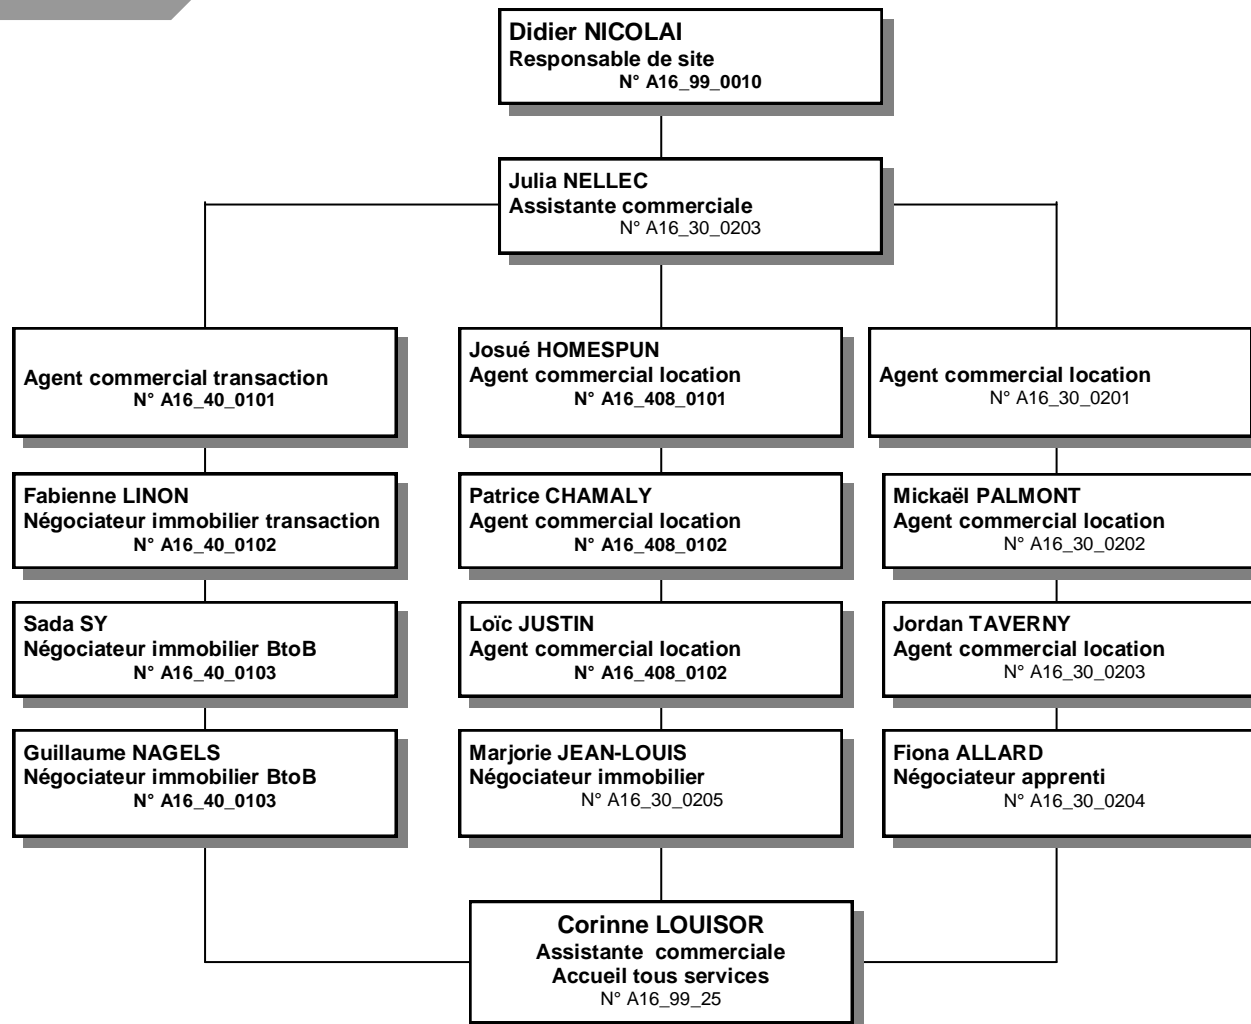 Didier NICOLAI
Responsable de site
N° A16_99_0010
Julia NELLEC
Assistante commerciale
N° A16_30_0203
Agent commercial transaction
N° A16_40_0101
Fabienne LINON
Négociateur immobilier transaction
N° A16_40_0102
Sada SY
Négociateur immobilier BtoB
N° A16_40_0103
Guillaume NAGELS
Négociateur immobilier BtoB
N° A16_40_0103
Josué HOMESPUN
Agent commercial location
N° A16_408_0101
Patrice CHAMALY
Agent commercial location
N° A16_408_0102
Loïc JUSTIN
Agent commercial location
N° A16_408_0102
Marjorie JEAN-LOUIS
Négociateur immobilier
N° A16_30_0205
Agent commercial location
N° A16_30_0201
Mickaël PALMONT
Agent commercial location
N° A16_30_0202
Jordan TAVERNY
Agent commercial location
N° A16_30_0203
Fiona ALLARD
Négociateur apprenti
N° A16_30_0204
Corinne LOUISOR
Assistante commerciale
Accueil tous services
N° A16_99_25